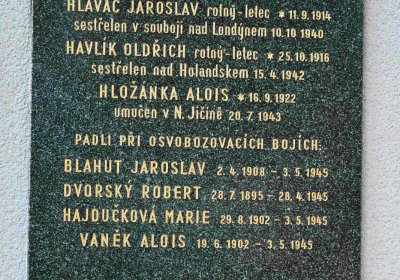 HLAVÁČ JAROSLAV rotný-letec * 11.9.1914
sestřelen v souboji nad Londýnem 10.10 1940
HAVLÍK OLDŘICH rotný-letec * 25.10.1916
sestřelen nad Holandskem 15.4.1942
HLOŽÁNKA ALOIS * 16.9.1922
umučen v N. Jičíně 20.7.1943
PADLI PŘI OSVOBOZOVACÍCH BOJÍCH:
BLAHUT JAROSLAV 2.4.1908 – 3.5.1945
DVORSKÝ ROBERT 28.7.1895 – 28.4.1945
HAJDUČKOVÁ MARIE 29.8.1902 – 3.5.1945
VANĚK ALOIS 19.6.1902 – 3.5.1945